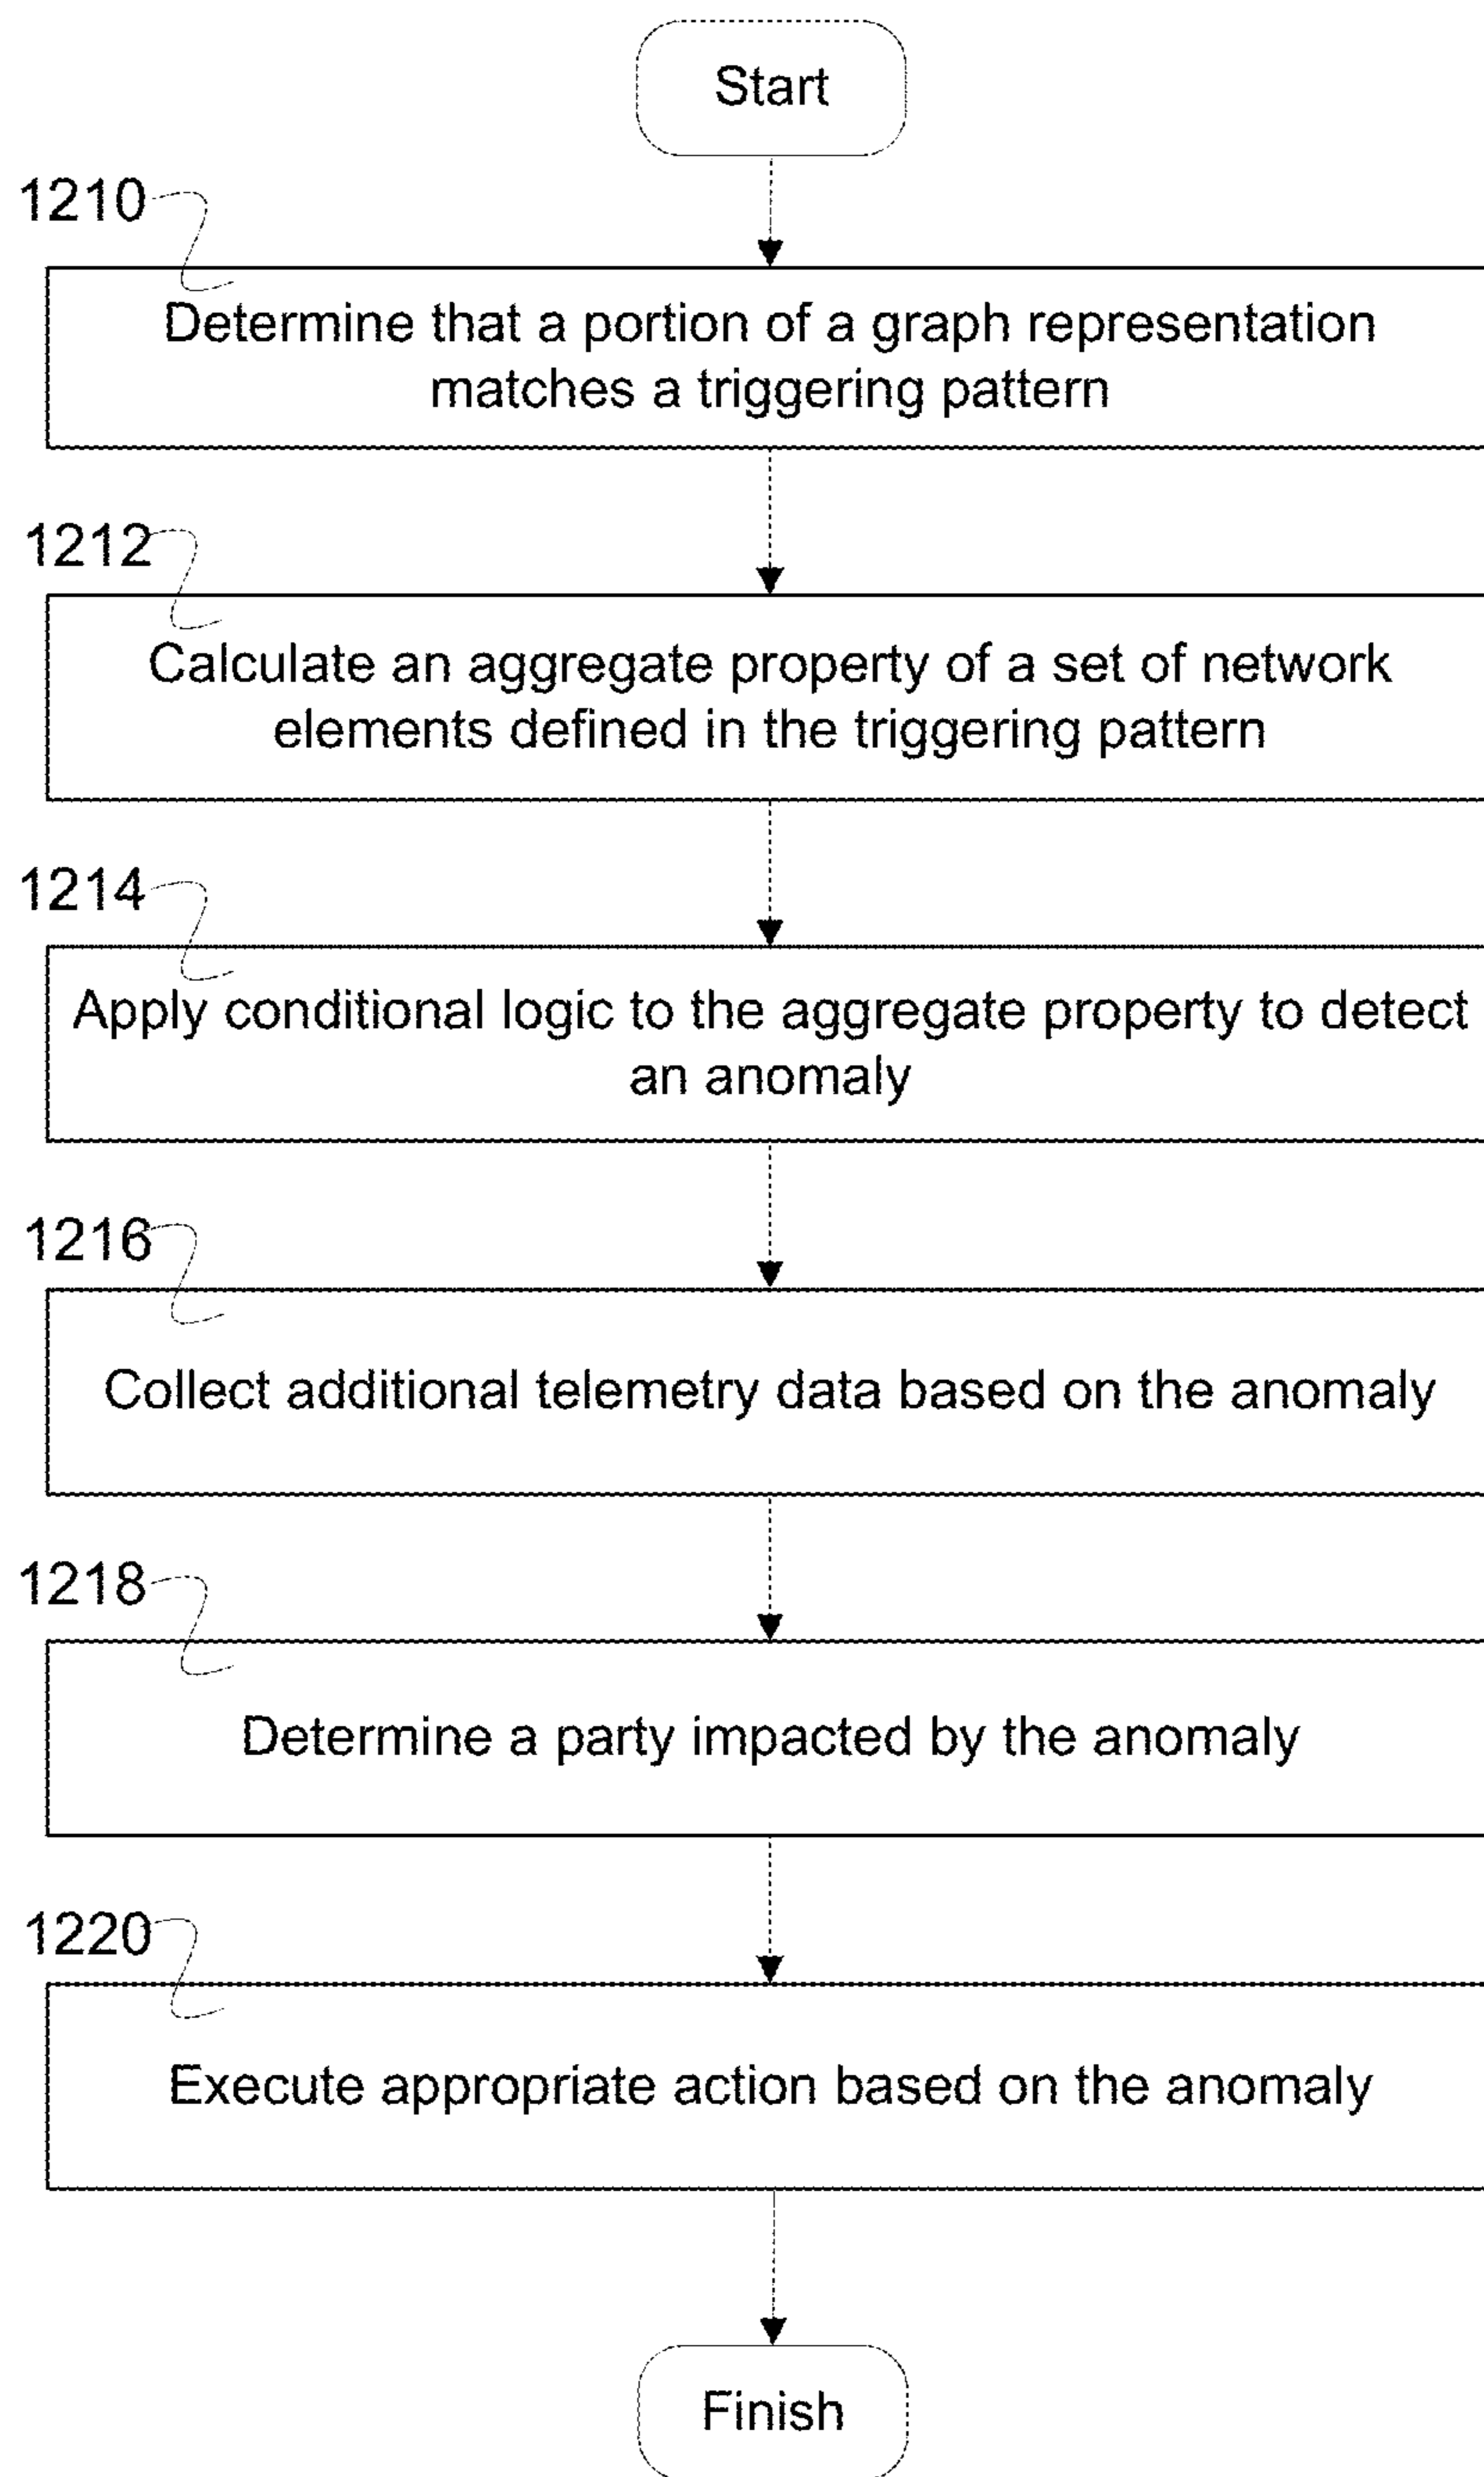 Start
1210
Determine that a portion of a graph representation
matches a triggering pattern
1212
Calculate an aggregate property of a set of network
elements defined in the triggering pattern
1214
Apply conditional logic to the aggregate property to detect
an anomaly
1216
Collect additional telemetry data based on the anomaly
1218
Determine a party impacted by the anomaly
1220
Execute appropriate action based on the anomaly
Finish